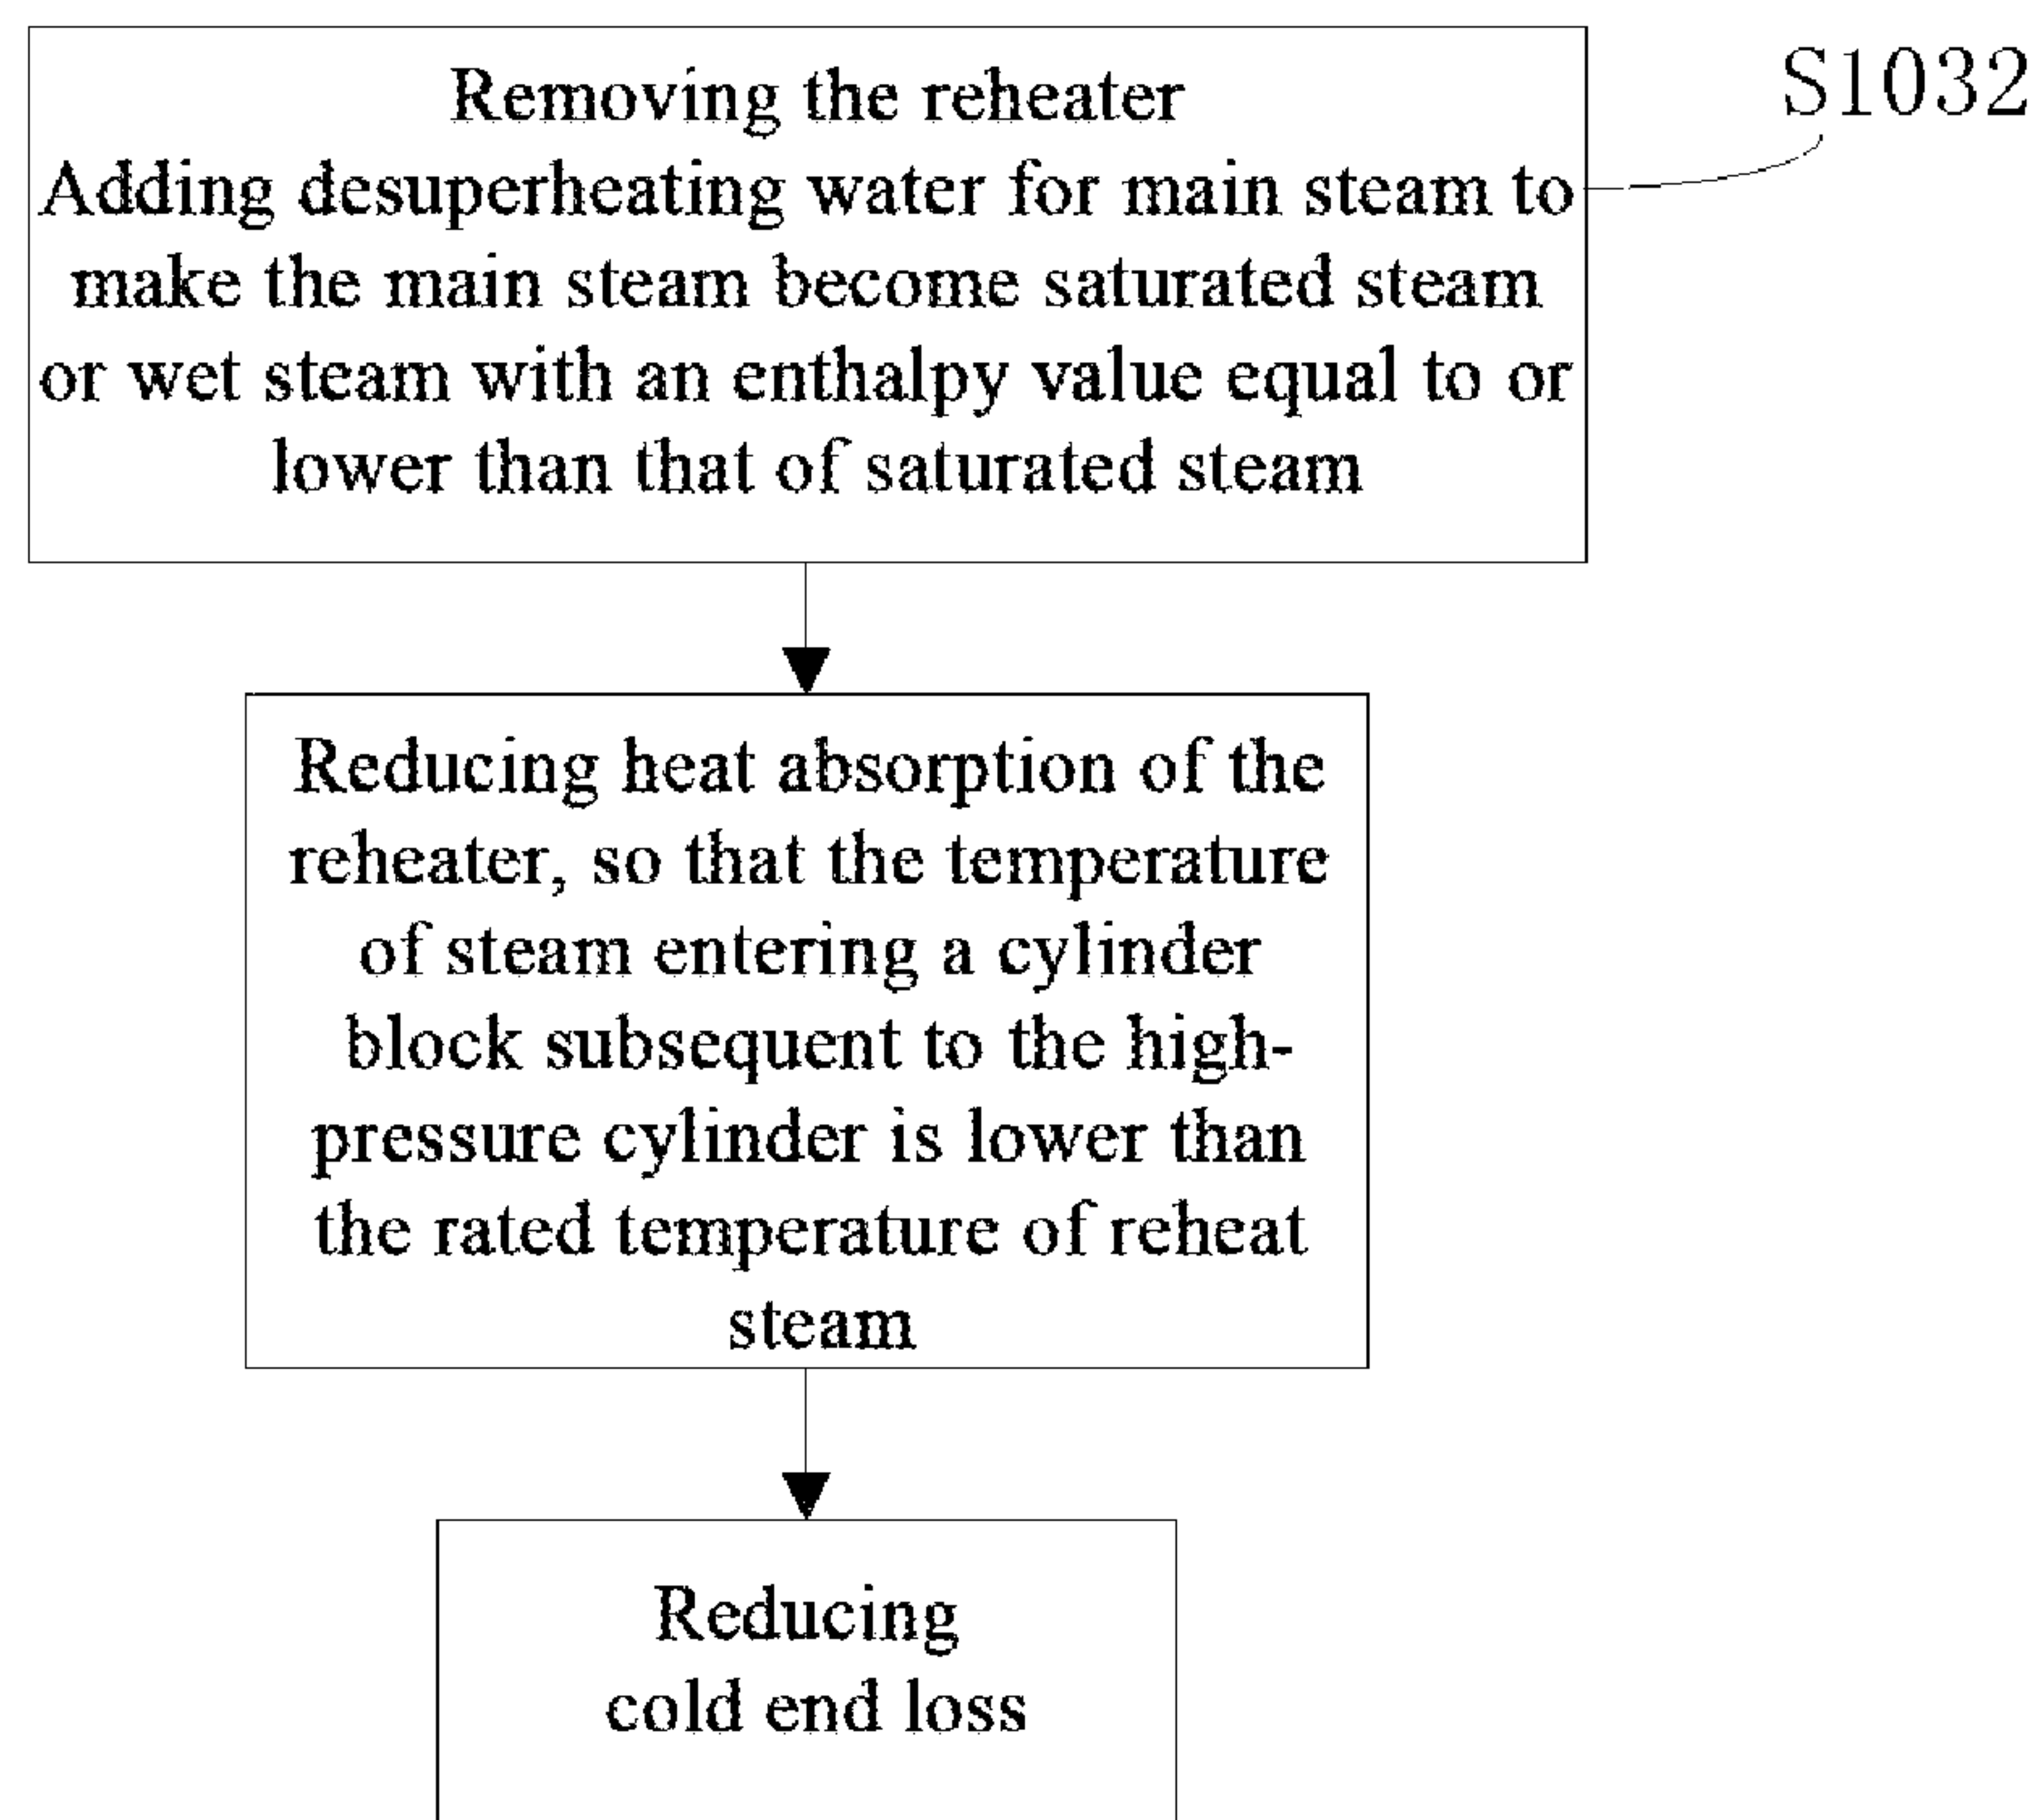 Removing the reheater
S1032
Adding desuperheating water for main steam to
make the main steam become saturated steam
or wet steam with an enthalpy value equal to or
lower than that of saturated steam
Reducing heat absorption of the
reheater, so that the temperature
of steam entering a cylinder
block subsequent to the high-
pressure cylinder is lower than
the rated temperature of reheat
steam
Reducing
cold end loss